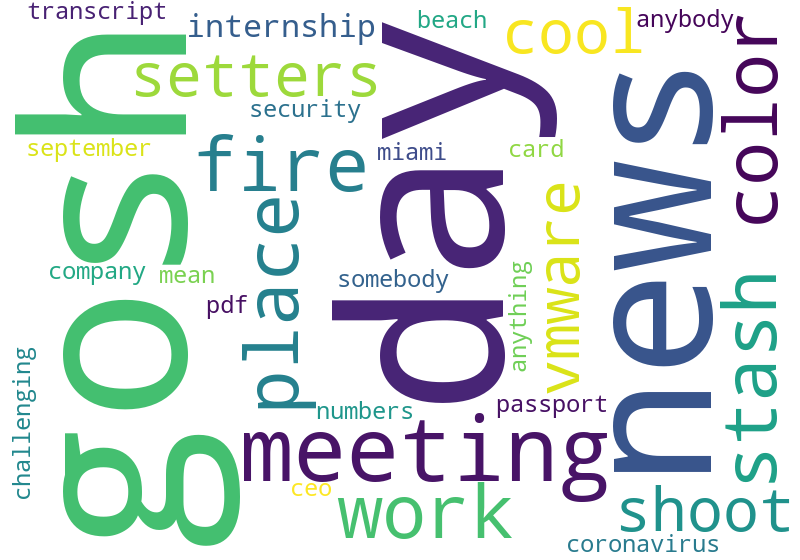 transcript
internship
beach
cool
anybody
setters
security
gosh
day
news
color
september
fire
miami
card
place
vmware
company
mean
somebody
anything
pdf
stash
challenging
numbers
passport
meeting
ceo
work
shoot
coronavirus